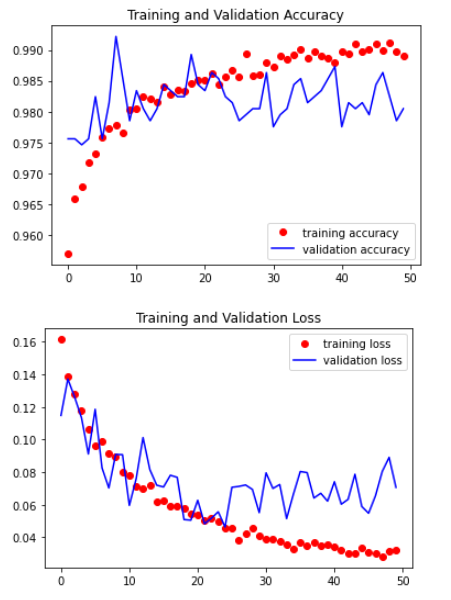 Training and Validation Accuracy
0.990
0.985
0.980
0.975
0.970
0.965
0.960
training accuracy
validation accuracy
0 10 20 30 40 50
Training and Validation Loss
0.16
training loss
validation loss
0.14
0.12
0.10
0.08
0.06
0.04
0 10 20 30 40 50